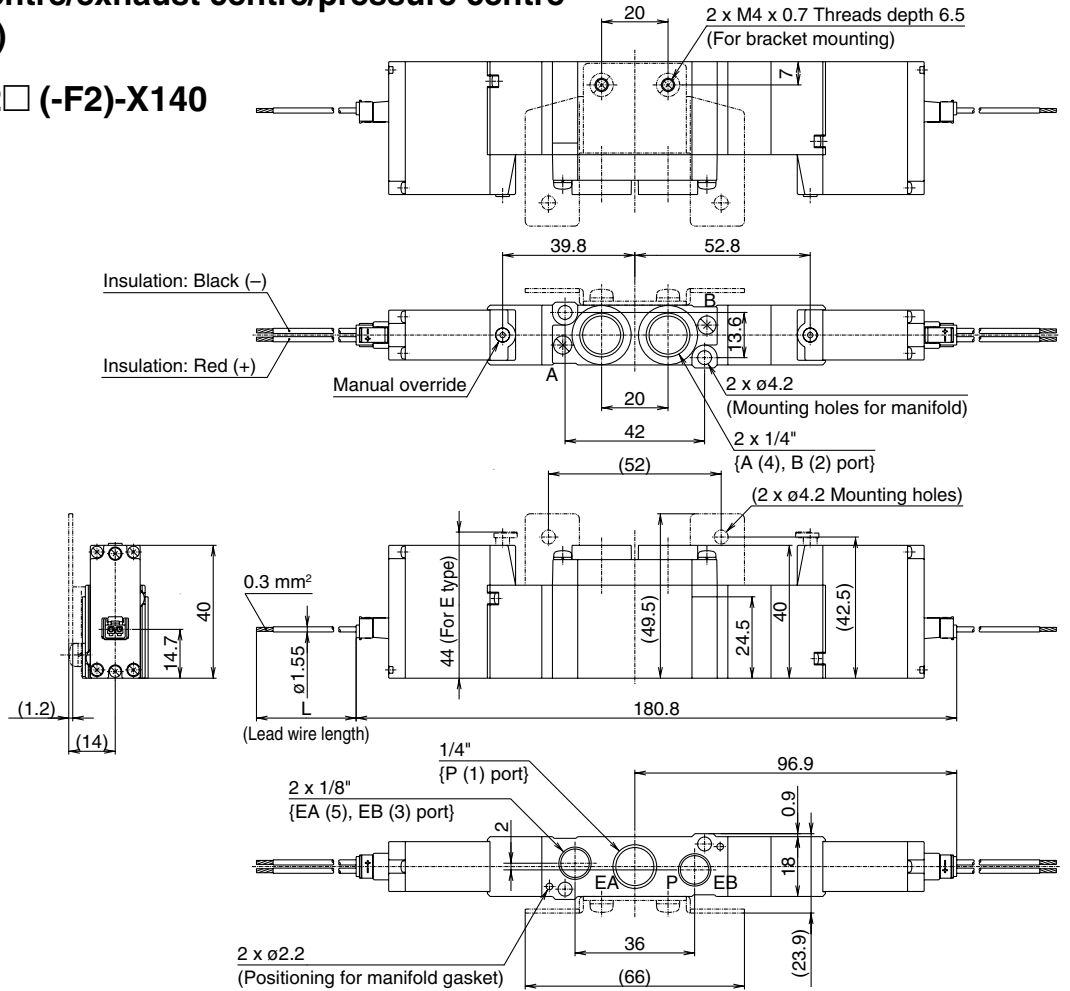 entre/exhaust centre/pressure centre
)
□ (-F2)-X140
20
2 x M4 x 0.7 Threads depth 6.5
(For bracket mounting)
7
39.8
52.8
Insulation: Black (–)
Insulation: Red (+)
Manual override
A
B
13.6
20
42
2 x ø4.2
(Mounting holes for manifold)
2 x 1/4"
{A (4), B (2) port}
(52)
(2 x ø4.2 Mounting holes)
0.3 mm²
40
14.7
(1.2)
(14)
ø1.55
L
(Lead wire length)
44 (For E type)
(49.5)
24.5
40
(42.5)
180.8
1/4"
{P (1) port}
2 x 1/8"
{EA (5), EB (3) port}
96.9
2
0.9
EA
P
EB
18
36
(23.9)
2 x ø2.2
(Positioning for manifold gasket)
(66)